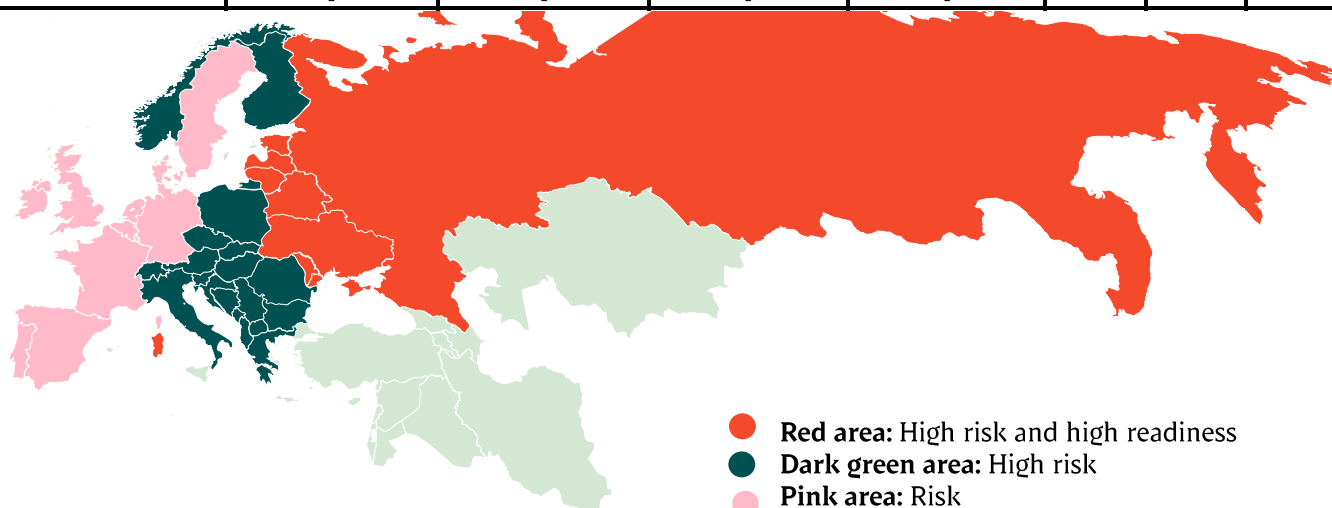 Red area: High risk and high readiness
Dark green area: High risk
Pink area: Risk